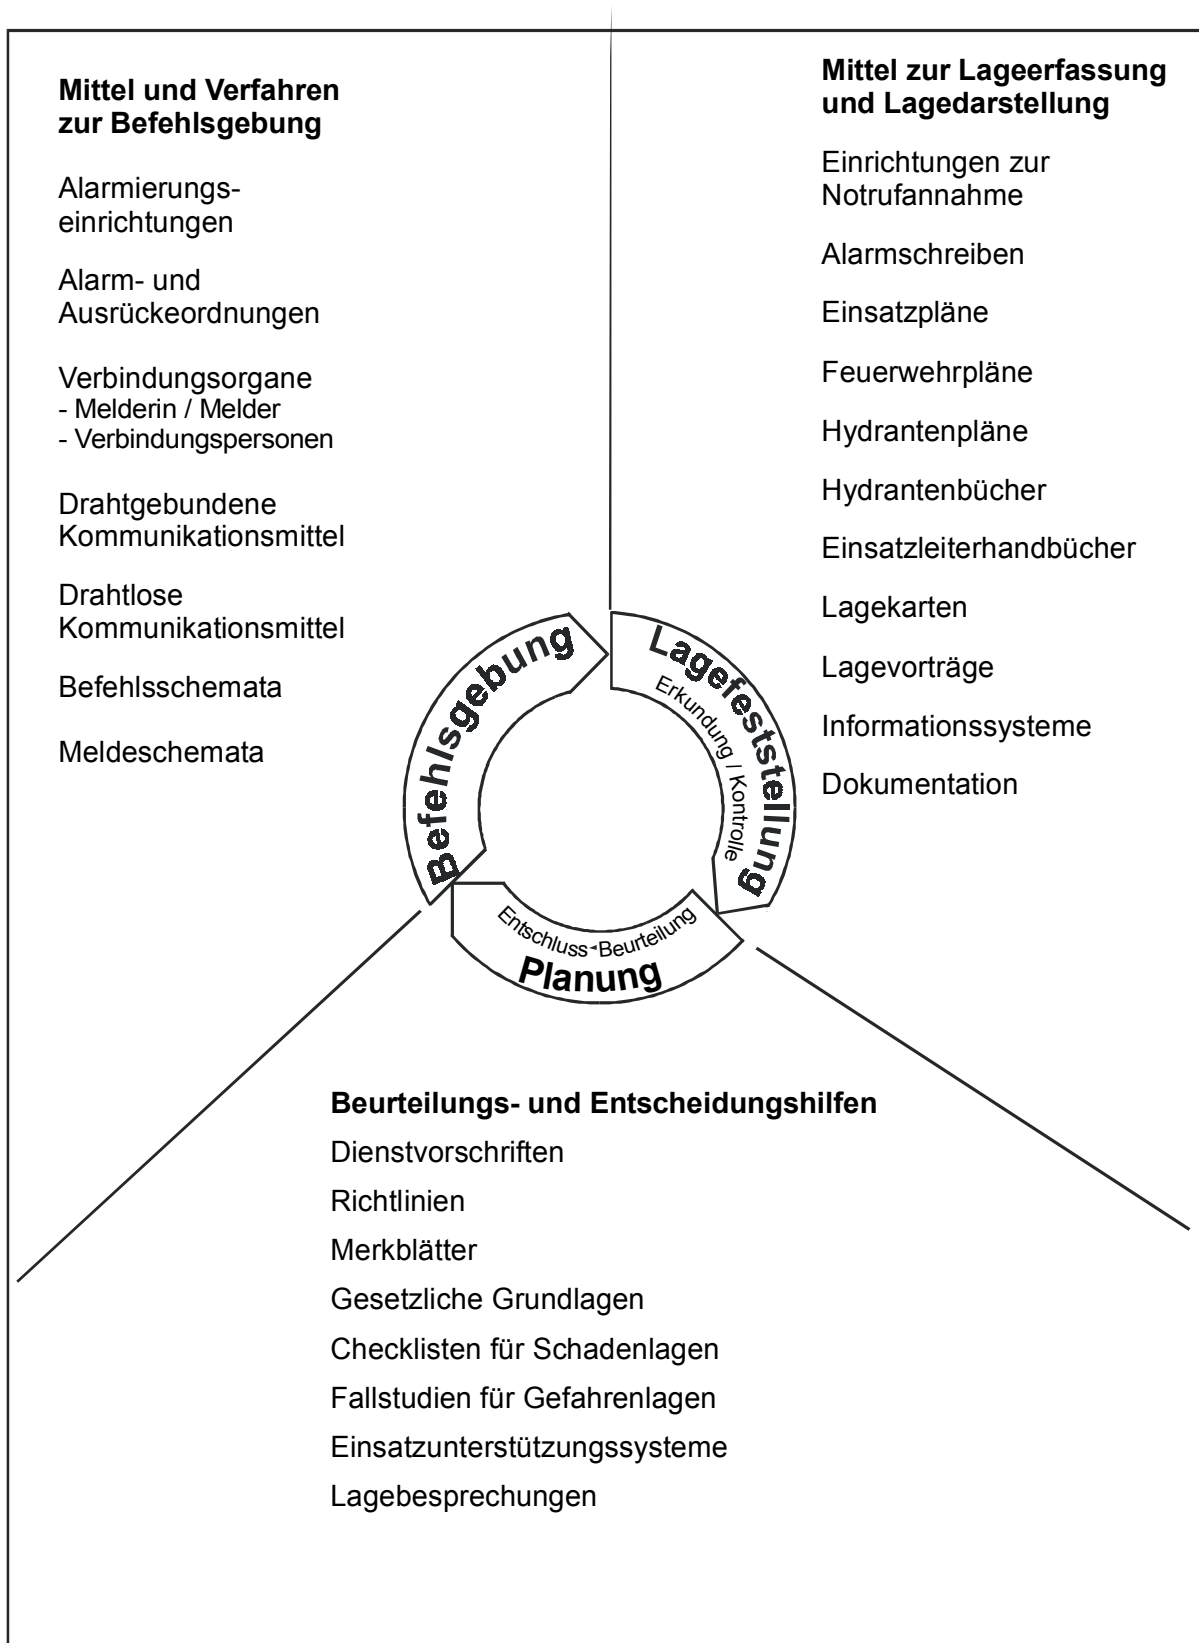 Mittel und Verfahren
zur Befehlsgebung
Alarmierungs-
einrichtungen
Alarm- und
Ausrückeordnungen
Verbindungsorgane
- Melderin / Melder
- Verbindungspersonen
Drahtgebundene
Kommunikationsmittel
Drahtlose
Kommunikationsmittel
Befehlsschemata
Meldeschemata
Mittel zur Lageerfassung
und Lagedarstellung
Einrichtungen zur
Notrufannahme
Alarmschreiben
Einsatzpläne
Feuerwehrpläne
Hydrantenpläne
Hydrantenbücher
Einsatzleiterhandbücher
Lagekarten
Lagevorträge
Informationssysteme
Dokumentation
Befehlsgebung
Lagefeststellung
Erkundung / Kontrolle
Entschluss◄Beurteilung
Planung
Beurteilungs- und Entscheidungshilfen
Dienstvorschriften
Richtlinien
Merkblätter
Gesetzliche Grundlagen
Checklisten für Schadenlagen
Fallstudien für Gefahrenlagen
Einsatzunterstützungssysteme
Lagebesprechungen